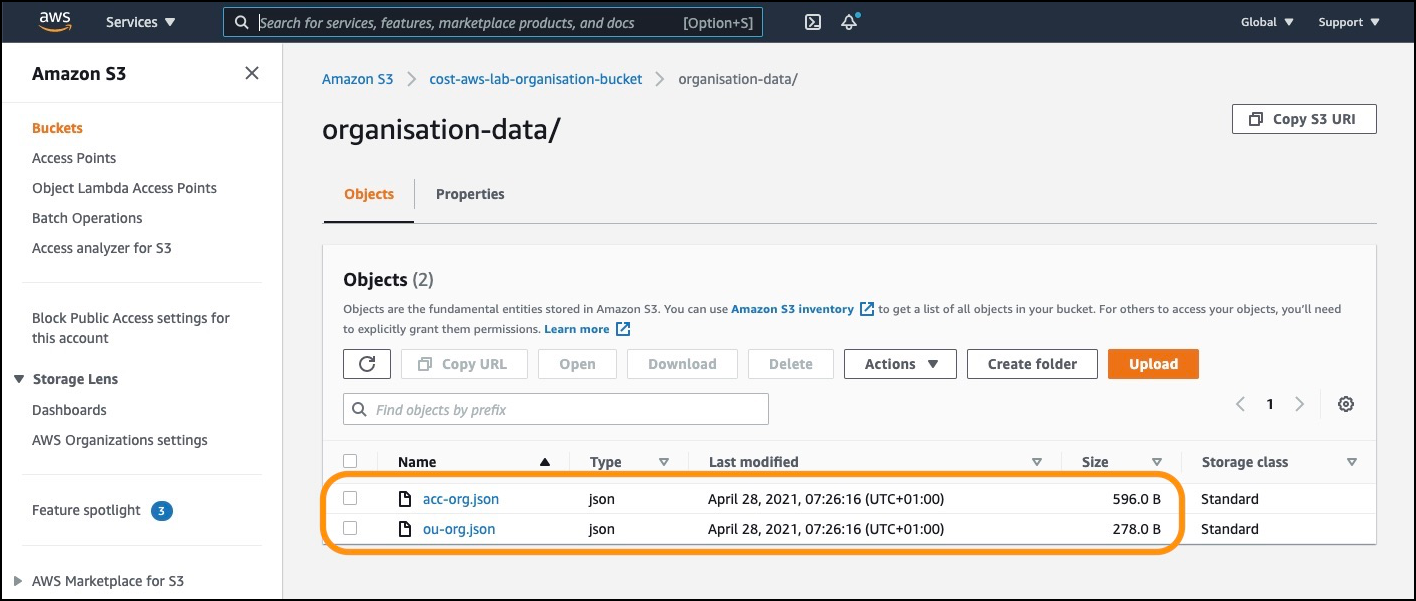 aws Services Search for services, features, marketplace products, and docs [Option+S] Global Support
Amazon S3
Buckets
Access Points
Object Lambda Access Points
Batch Operations
Access analyzer for S3
Block Public Access settings for
this account
Storage Lens
Dashboards
AWS Organizations settings
Feature spotlight 3
AWS Marketplace for S3
Amazon S3 cost-aws-lab-organisation-bucket organisation-data/
organisation-data/
Copy S3 URI
Objects Properties
Objects (2)
Objects are the fundamental entities stored in Amazon S3. You can use Amazon S3 inventory to get a list of all objects in your bucket. For others to access your objects, you'll need
to explicitly grant them permissions. Learn more
Copy URL Open Download Delete Actions Create folder Upload
Find objects by prefix 1
Name Type Last modified Size Storage class
acc-org.json json April 28, 2021, 07:26:16 (UTC+01:00) 596.0 B Standard
ou-org.json json April 28, 2021, 07:26:16 (UTC+01:00) 278.0 B Standard